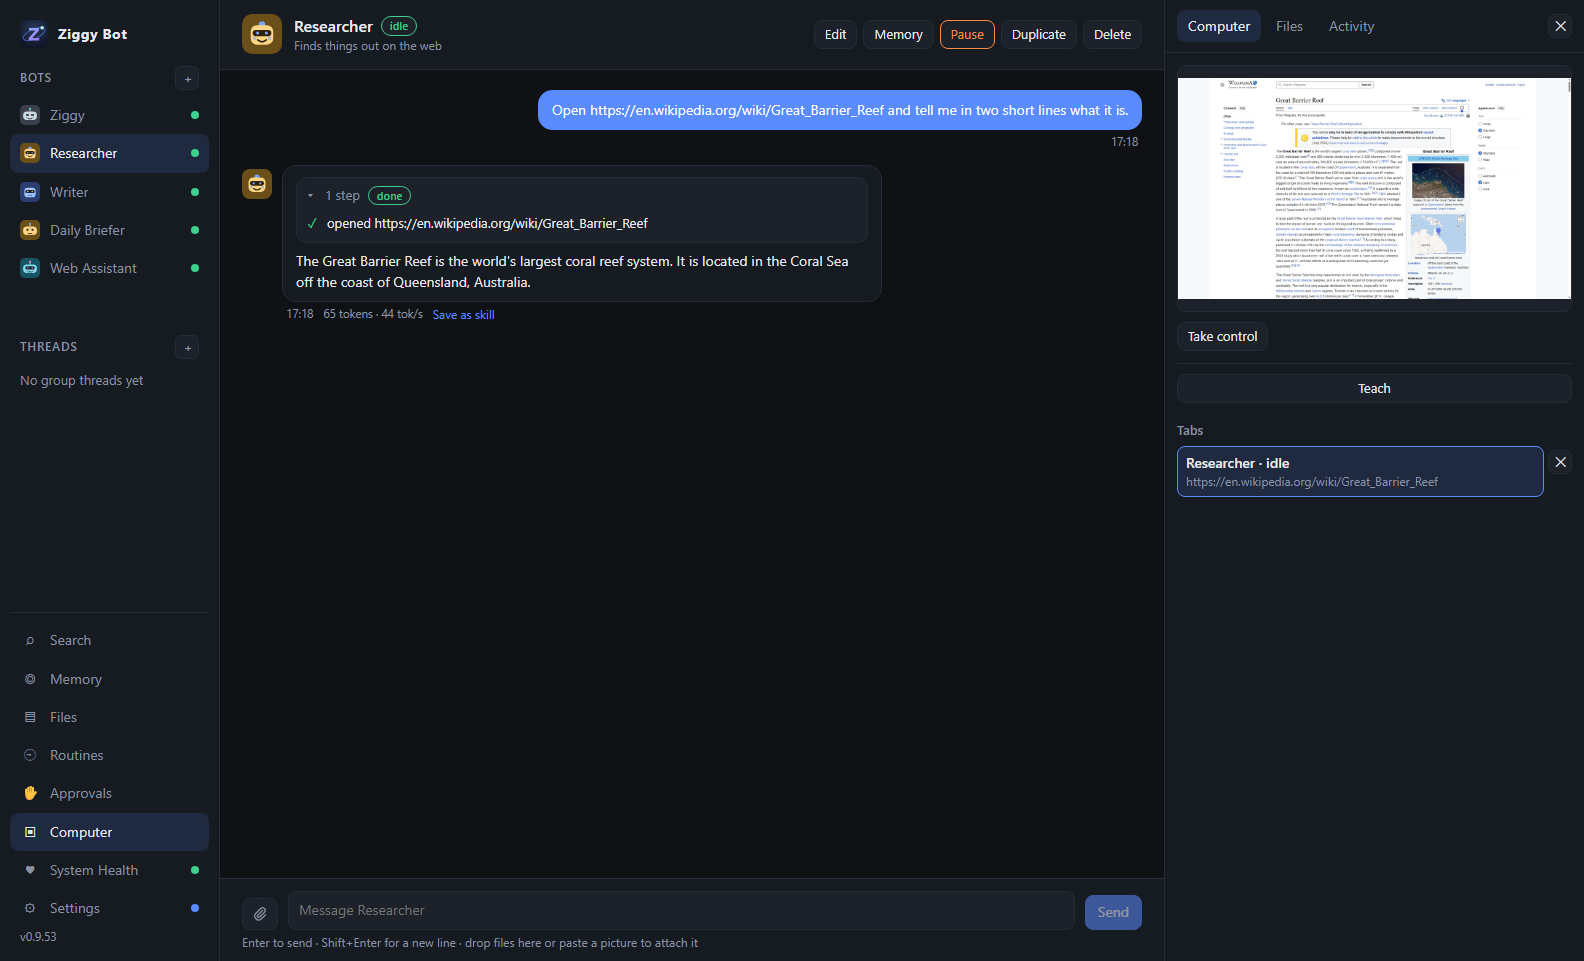 Ziggy Bot
BOTS
+
Ziggy
Researcher
Writer
Daily Briefer
Web Assistant
THREADS
+
No group threads yet
Search
Memory
Files
Routines
Approvals
Computer
System Health
Settings
v0.9.53
Researcher idle
Finds things out on the web
Edit Memory Pause Duplicate Delete
Open https://en.wikipedia.org/wiki/Great_Barrier_Reef and tell me in two short lines what it is.
17:18
1 step done
✓ opened https://en.wikipedia.org/wiki/Great_Barrier_Reef
The Great Barrier Reef is the world's largest coral reef system. It is located in the Coral Sea
off the coast of Queensland, Australia.
17:18 65 tokens · 44 tok/s Save as skill
Message Researcher
Send
Enter to send · Shift+Enter for a new line · drop files here or paste a picture to attach it
Computer Files Activity
Great Barrier Reef
Take control
Teach
Tabs
Researcher · idle
https://en.wikipedia.org/wiki/Great_Barrier_Reef